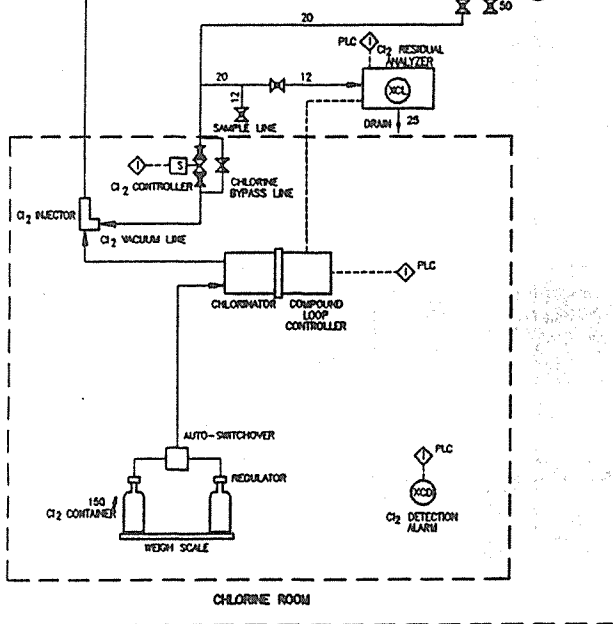 50
20
PLC I
Cl2 RESIDUAL
ANALYZER
20
12
XCL
12
SAMPLE LINE
DRAIN
25
I
S
Cl2 CONTROLLER
CHLORINE
BYPASS LINE
Cl2 INJECTOR
Cl2 VACUUM LINE
I PLC
CHLORINATOR
COMPOUND
LOOP
CONTROLLER
AUTO-SWITCHOVER
REGULATOR
150
Cl2 CONTAINER
WEIGH SCALE
I PLC
XCD
Cl2 DETECTION
ALARM
CHLORINE ROOM